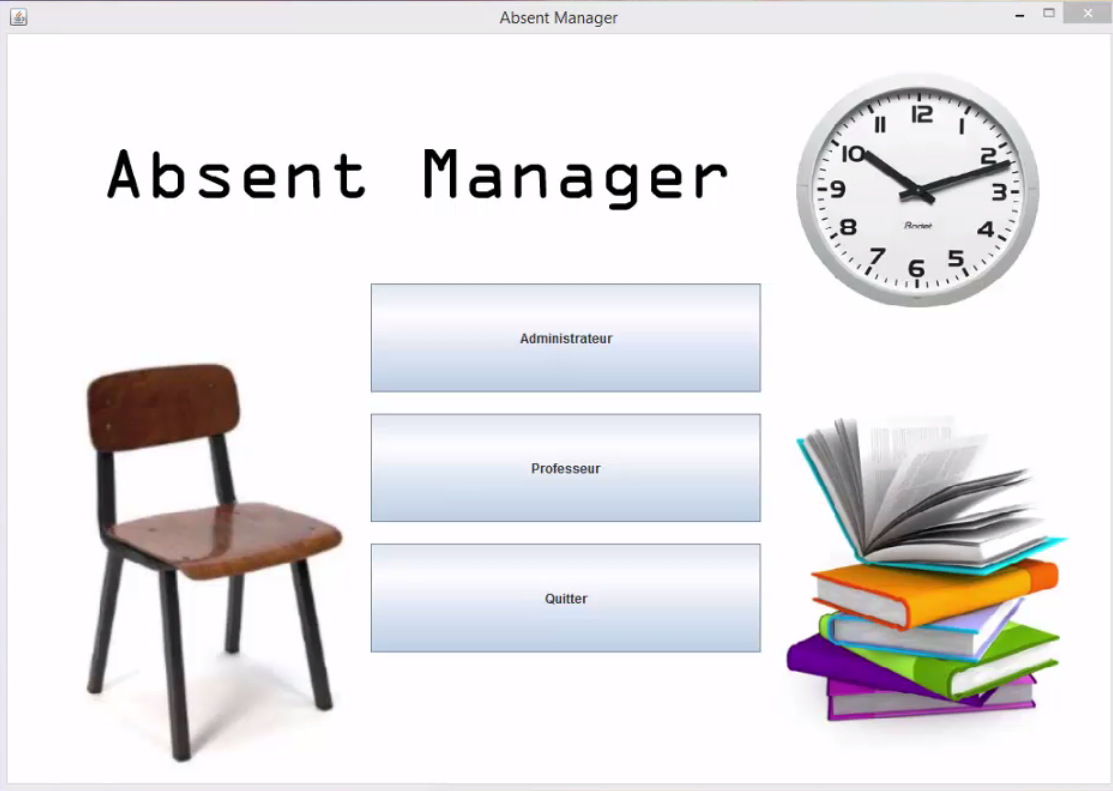 Absent Manager
Absent Manager
12
11
1
10
2
9
3
Bodet
8
4
7
5
6
Administrateur
Professeur
Quitter